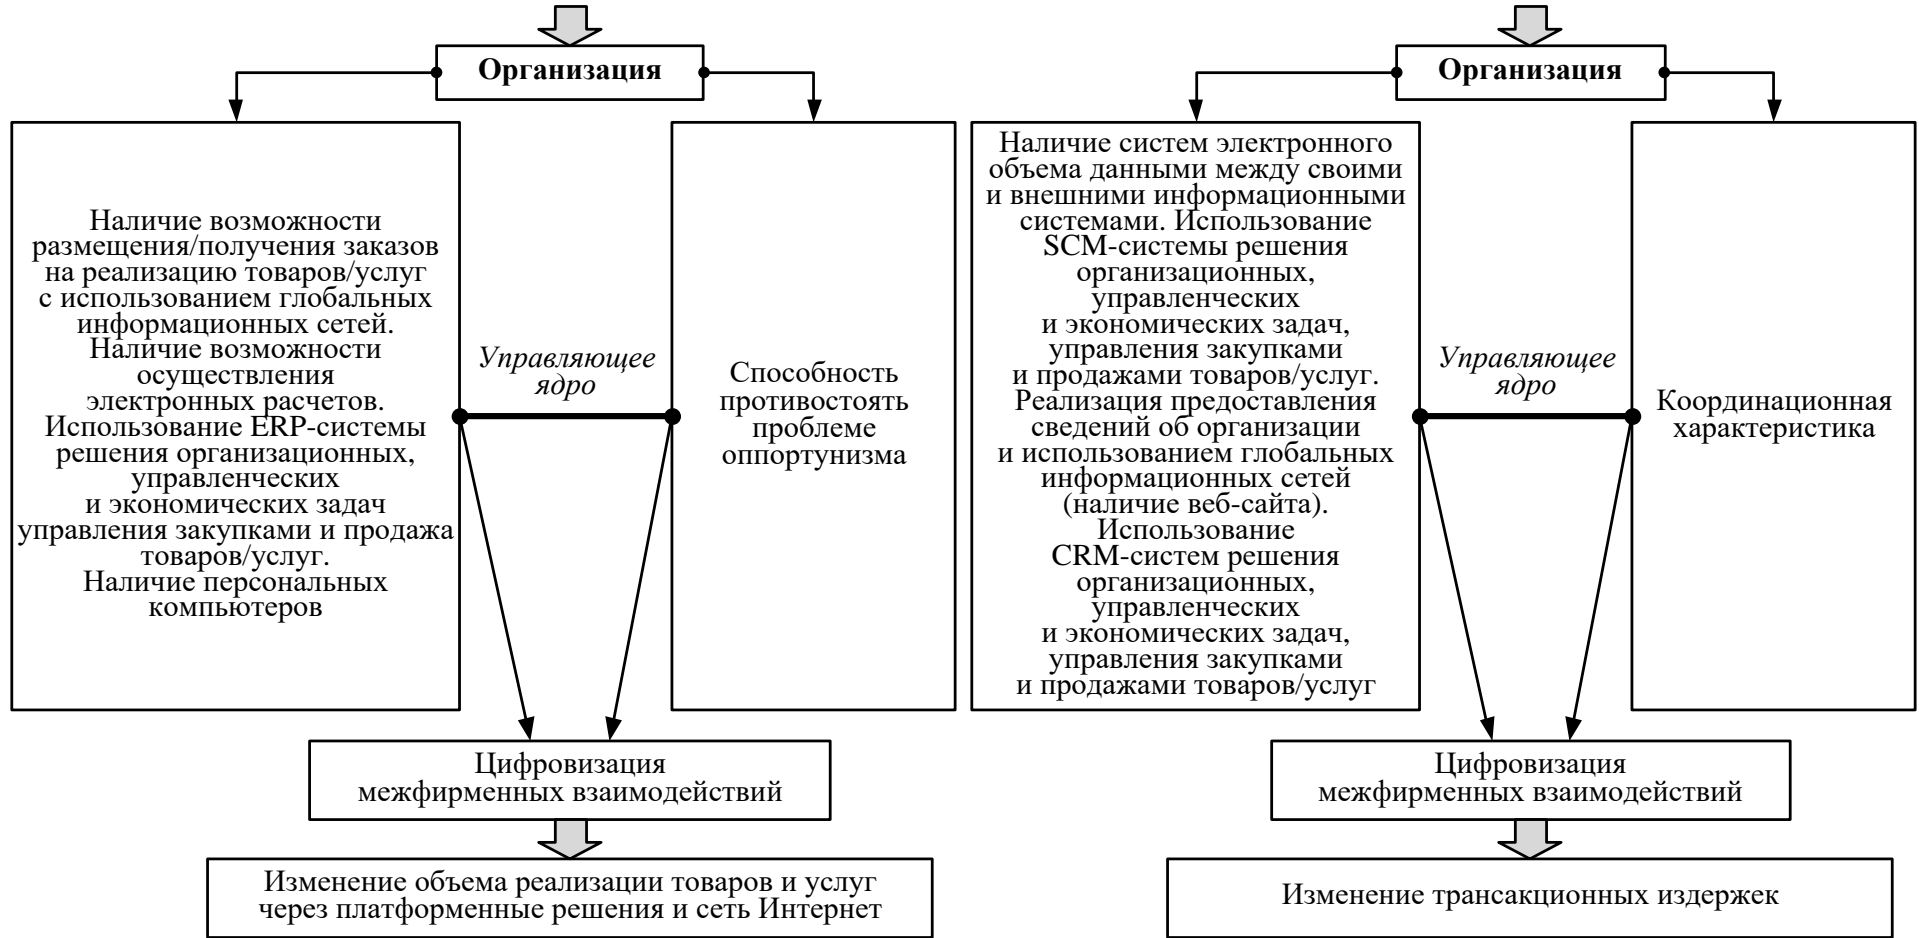 Организация
Наличие возможности
размещения/получения заказов
на реализацию товаров/услуг
с использованием глобальных
информационных сетей.
Наличие возможности
осуществления
электронных расчетов.
Использование ERP-системы
решения организационных,
управленческих
и экономических задач
управления закупками и продажа
товаров/услуг.
Наличие персональных
компьютеров
Управляющее
ядро
Способность
противостоять
проблеме
оппортунизма
Цифровизация
межфирменных взаимодействий
Изменение объема реализации товаров и услуг
через платформенные решения и сеть Интернет
Организация
Наличие систем электронного
объема данными между своими
и внешними информационными
системами. Использование
SCM-системы решения
организационных,
управленческих
и экономических задач,
управления закупками
и продажами товаров/услуг.
Реализация предоставления
сведений об организации
и использованием глобальных
информационных сетей
(наличие веб-сайта).
Использование
CRM-систем решения
организационных,
управленческих
и экономических задач,
управления закупками
и продажами товаров/услуг
Управляющее
ядро
Координационная
характеристика
Цифровизация
межфирменных взаимодействий
Изменение трансакционных издержек